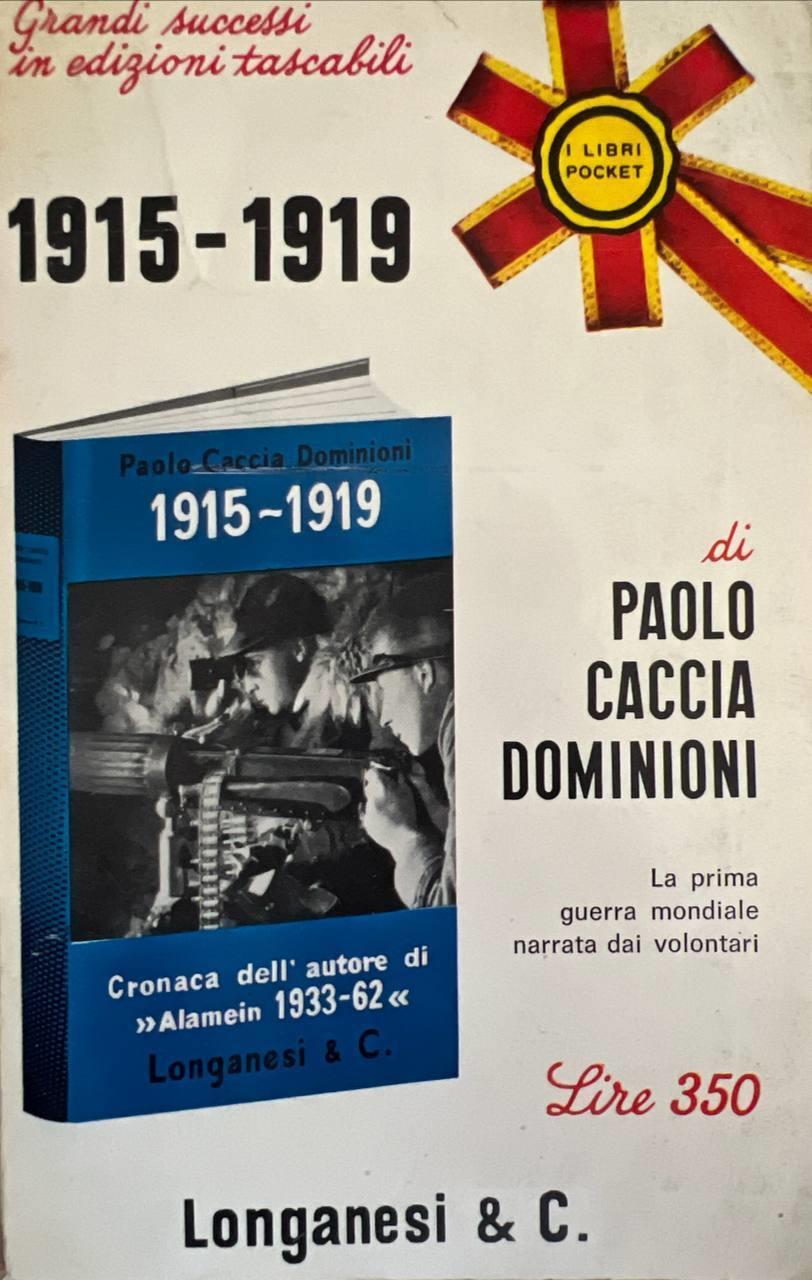 Grandi successi
in edizioni tascabili
I LIBRI
POCKET
1915-1919
Paolo Caccia Dominioni
1915~1919
Cronaca dell' autore di
»Alamein 1933-62«
Longanesi & C.
di
PAOLO
CACCIA
DOMINIONI
La prima
guerra mondiale
narrata dai volontari
Lire 350
Longanesi & C.